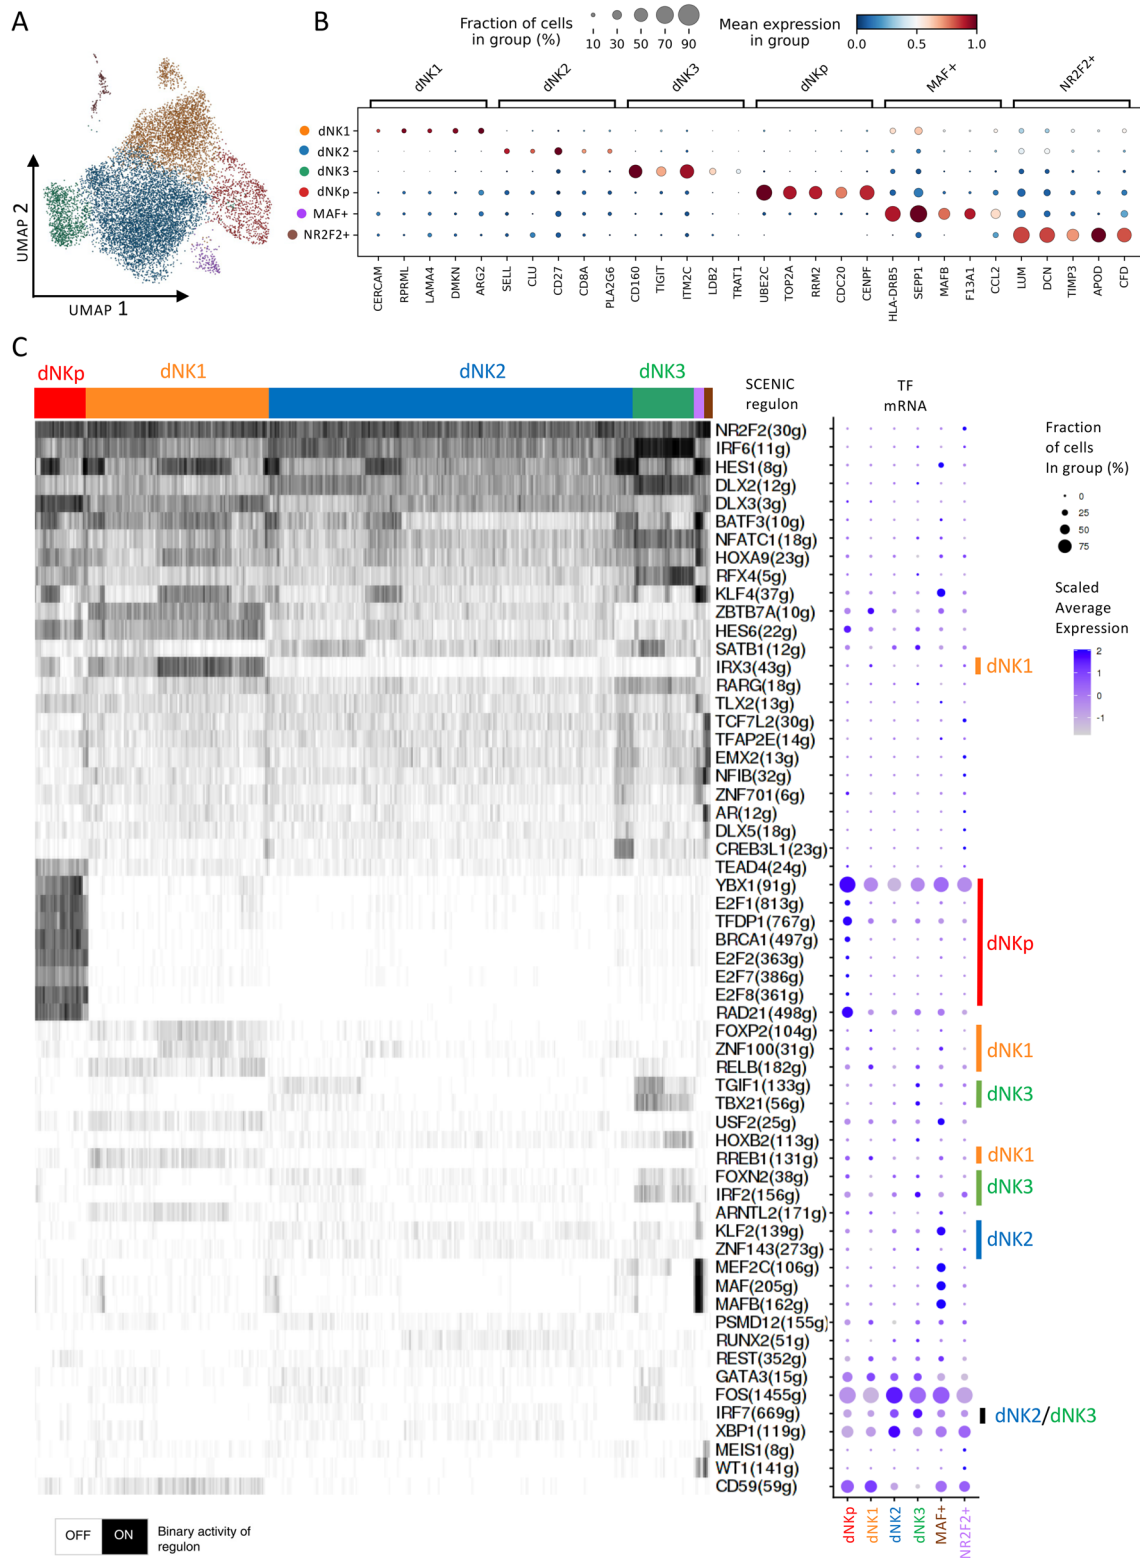 A
B
UMAP 2
UMAP 1
Fraction of cells
in group (%)
10 30 50 70 90
Mean expression
in group
0.0 0.5 1.0
dNK1 dNK2 dNK3 dNKp MAF+ NR2F2+
dNK1
dNK2
dNK3
dNKp
MAF+
NR2F2+
CERCAM RPRML LAMA4 DMKN ARG2 SELL CLU CD27 CD8A PLA2G6 CD160 TIGIT ITM2C LDB2 TRAT1 UBE2C TOP2A RRM2 CDC20 CENPF HLA-DRB5 SEPP1 MAFB F13A1 CCL2 LUM DCN TIMP3 APOD CFD
C
dNKp dNK1 dNK2 dNK3
SCENIC
regulon
TF
mRNA
NR2F2(30g)
IRF6(11g)
HES1(8g)
DLX2(12g)
DLX3(3g)
BATF3(10g)
NFATC1(18g)
HOXA9(23g)
RFX4(5g)
KLF4(37g)
ZBTB7A(10g)
HES6(22g)
SATB1(12g)
IRX3(43g)
RARG(18g)
TLX2(13g)
TCF7L2(30g)
TFAP2E(14g)
EMX2(13g)
NFIB(32g)
ZNF701(6g)
AR(12g)
DLX5(18g)
CREB3L1(23g)
TEAD4(24g)
YBX1(91g)
E2F1(813g)
TFDP1(767g)
BRCA1(497g)
E2F2(363g)
E2F7(386g)
E2F8(361g)
RAD21(498g)
FOXP2(104g)
ZNF100(31g)
RELB(182g)
TGIF1(133g)
TBX21(56g)
USF2(25g)
HOXB2(113g)
RREB1(131g)
FOXN2(38g)
IRF2(156g)
ARNTL2(171g)
KLF2(139g)
ZNF143(273g)
MEF2C(106g)
MAF(205g)
MAFB(162g)
PSMD12(155g)
RUNX2(51g)
REST(352g)
GATA3(15g)
FOS(1455g)
IRF7(669g)
XBP1(119g)
MEIS1(8g)
WT1(141g)
CD59(59g)
dNKp dNK1 dNK2 dNK3 MAF+ NR2F2+
Fraction
of cells
In group (%)
0
25
50
75
Scaled
Average
Expression
2
1
0
-1
dNK1
dNKp
dNK1
dNK3
dNK1
dNK3
dNK2
dNK2/dNK3
OFF ON
Binary activity of
regulon